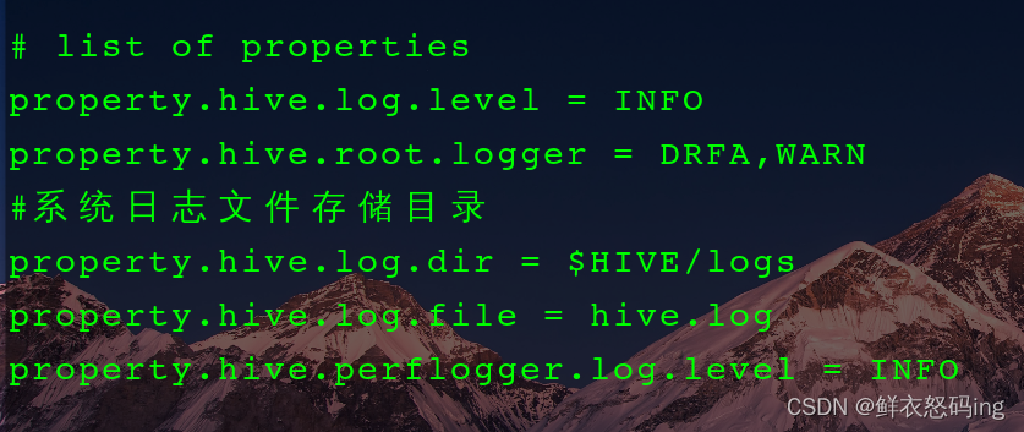 # list of properties
property.hive.log.level = INFO
property.hive.root.logger = DRFA,WARN
#系统日志文件存储目录
property.hive.log.dir = $HIVE/logs
property.hive.log.file = hive.log
property.hive.perflogger.log.level = INFO
CSDN @鲜衣怒码ing